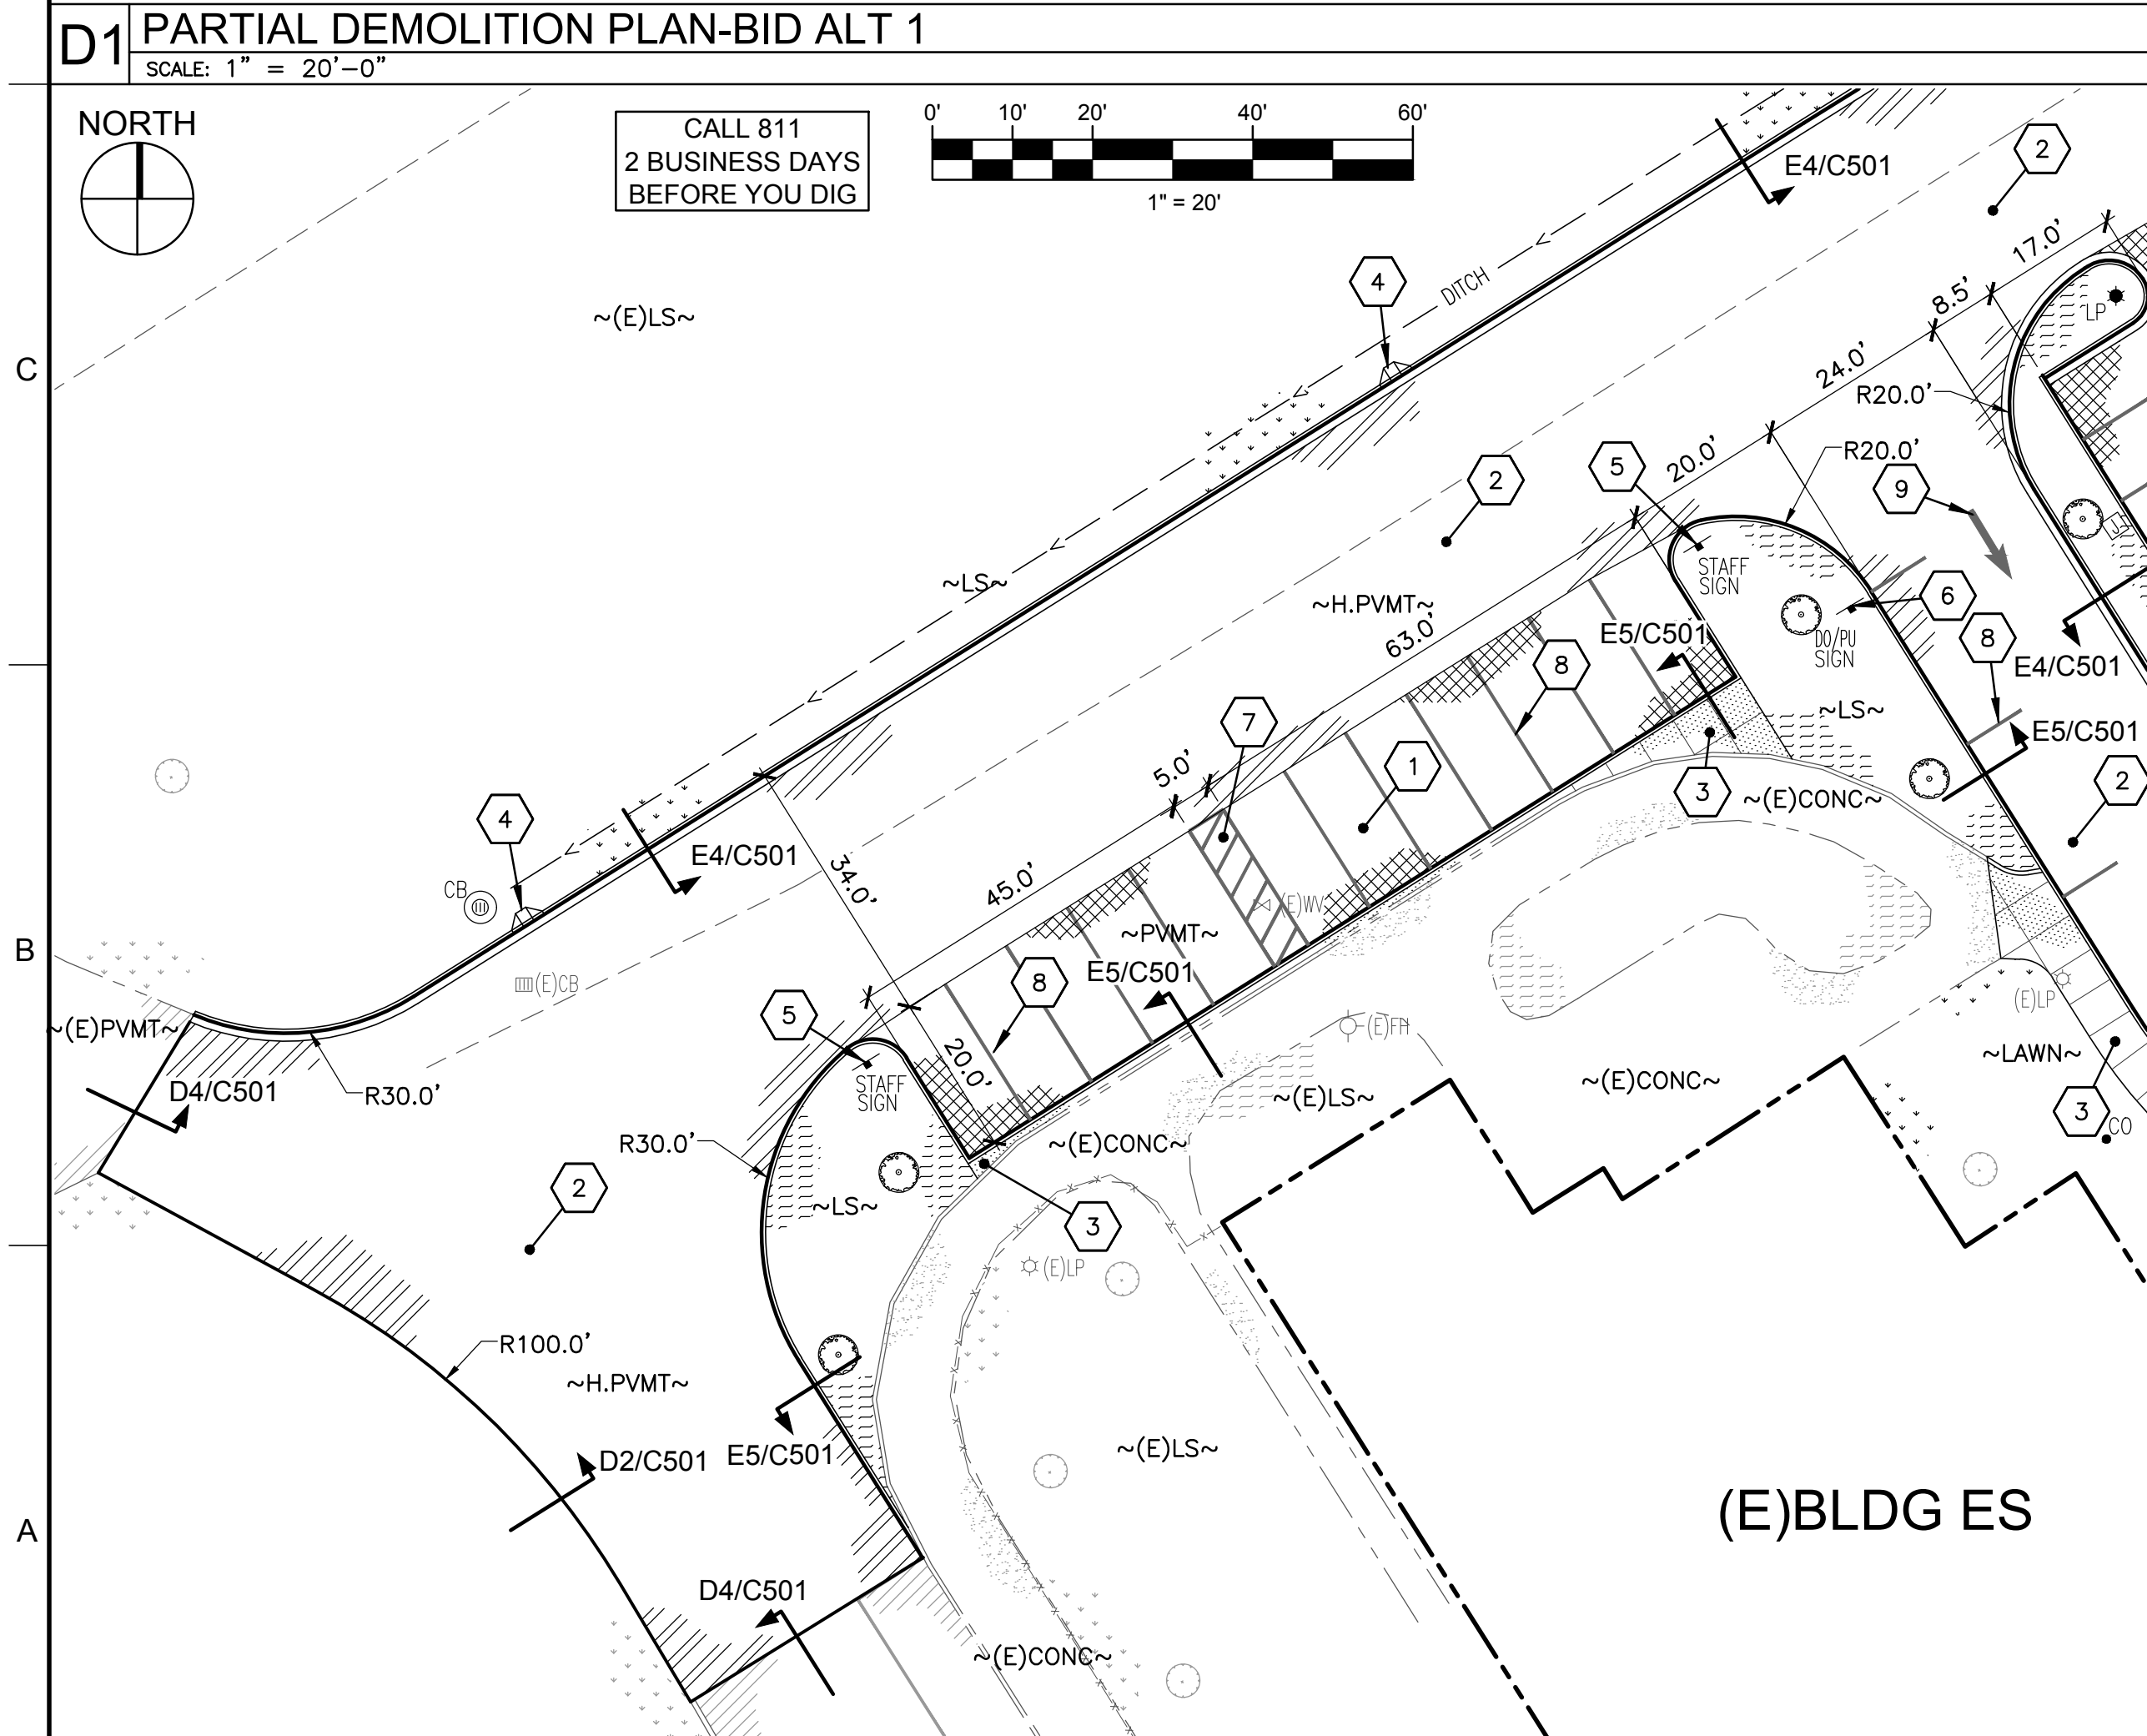 D1 PARTIAL DEMOLITION PLAN-BID ALT 1
SCALE: 1" = 20'-0"
NORTH
CALL 811
2 BUSINESS DAYS
BEFORE YOU DIG
0' 10' 20' 40' 60'
1" = 20'
E4/C501
2
17.0'
8.5'
LP
~(E)LS~
4
DITCH
C
24.0'
R20.0'
R20.0'
20.0'
5
9
2
J
STAFF
SIGN
~LS~
~H.PVMT~
63.0'
E5/C501
6
8
DO/PU
SIGN
E4/C501
8
~LS~
7
E5/C501
5.0'
1
3
~(E)CONC~
2
4
E4/C501
34.0'
CB
45.0'
(E)WV
~PVMT~
B
(E)CB
8
E5/C501
(E)LP
5
~(E)PVMT~
(E)FH
20.0'
~LAWN~
D4/C501
R30.0'
STAFF
SIGN
~(E)LS~
~(E)CONC~
3
CO
R30.0'
~(E)CONC~
2
~LS~
3
(E)LP
R100.0'
~H.PVMT~
D2/C501
E5/C501
~(E)LS~
(E)BLDG ES
A
D4/C501
~(E)CONC~